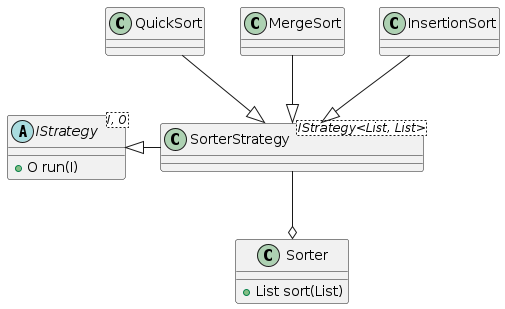 C QuickSort
C MergeSort
C InsertionSort
A IStrategy
I, O
O run(I)
C SorterStrategy
IStrategy<List, List>
C Sorter
List sort(List)